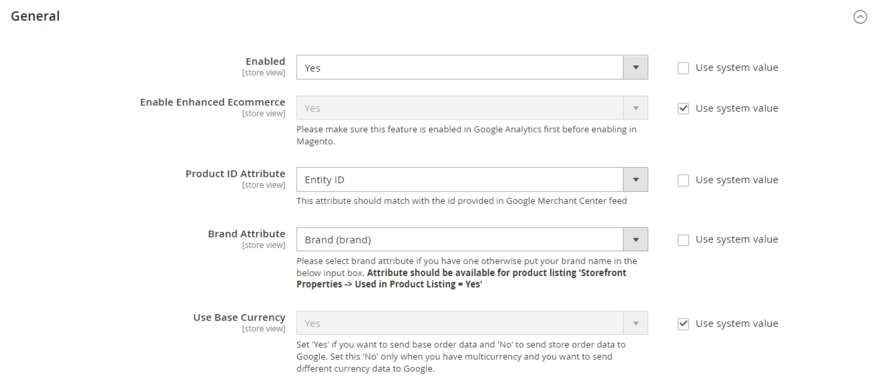 General
Enabled
[store view]
Yes
Use system value
Enable Enhanced Ecommerce
[store view]
Yes
Use system value
Please make sure this feature is enabled in Google Analytics first before enabling in
Magento.
Product ID Attribute
[store view]
Entity ID
Use system value
This attribute should match with the id provided in Google Merchant Center feed
Brand Attribute
[store view]
Brand (brand)
Use system value
Please select brand attribute if you have one otherwise put your brand name in the
below input box. Attribute should be available for product listing 'Storefront
Properties -> Used in Product Listing = Yes'
Use Base Currency
[store view]
Yes
Use system value
Set 'Yes' if you want to send base order data and 'No' to send store order data to
Google. Set this 'No' only when you have multicurrency and you want to send
different currency data to Google.